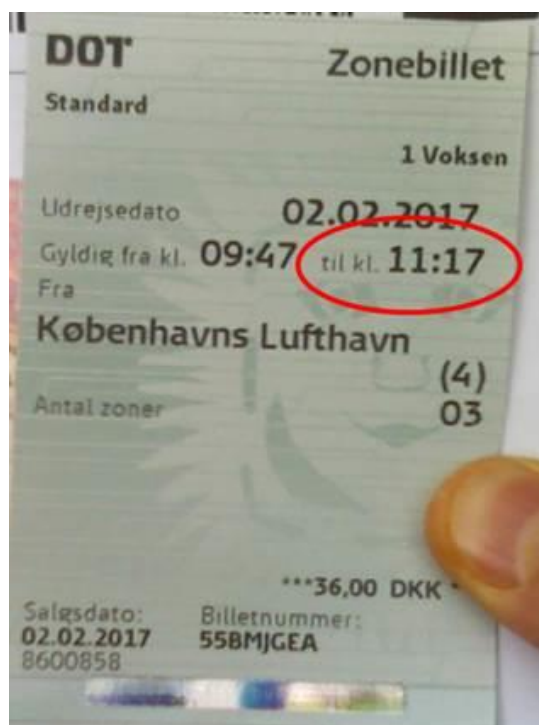 DOT Zonebillet
Standard
1 Voksen
Udrejsedato 02.02.2017
Gyldig fra kl. 09:47 til kl. 11:17
Fra
Københavns Lufthavn
(4)
Antal zoner 03
***36,00 DKK *
Salgsdato: Billetnummer:
02.02.2017 55BMJGEA
8600858